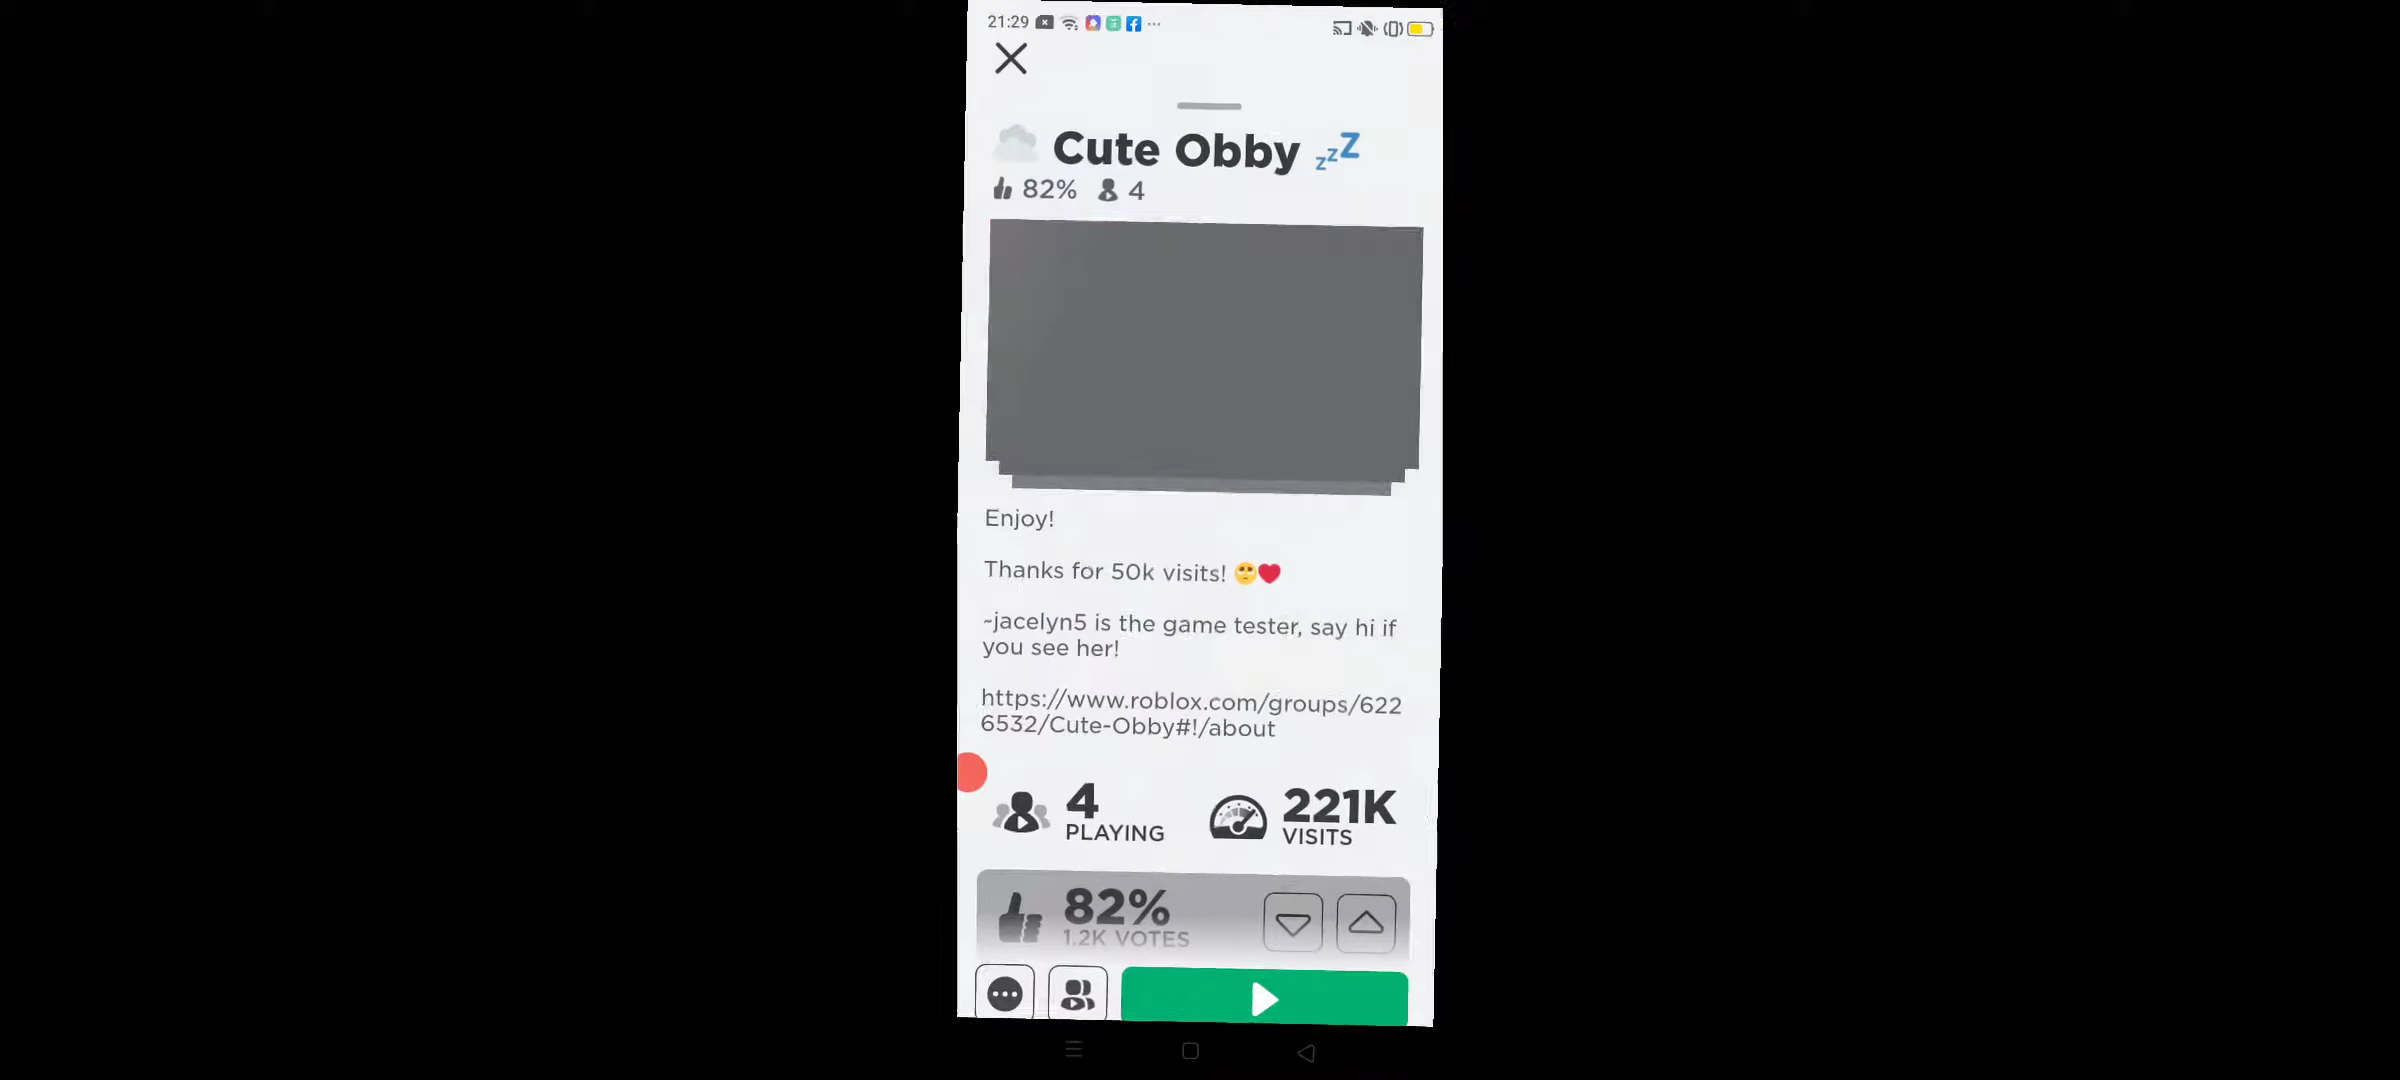 21:29
Cute Obby zzZ
82% 4
Enjoy!
Thanks for 50k visits! 🥺❤️
~jacelyn5 is the game tester, say hi if
you see her!
https://www.roblox.com/groups/622
6532/Cute-Obby#!/about
4
PLAYING
221K
VISITS
82%
1.2K VOTES